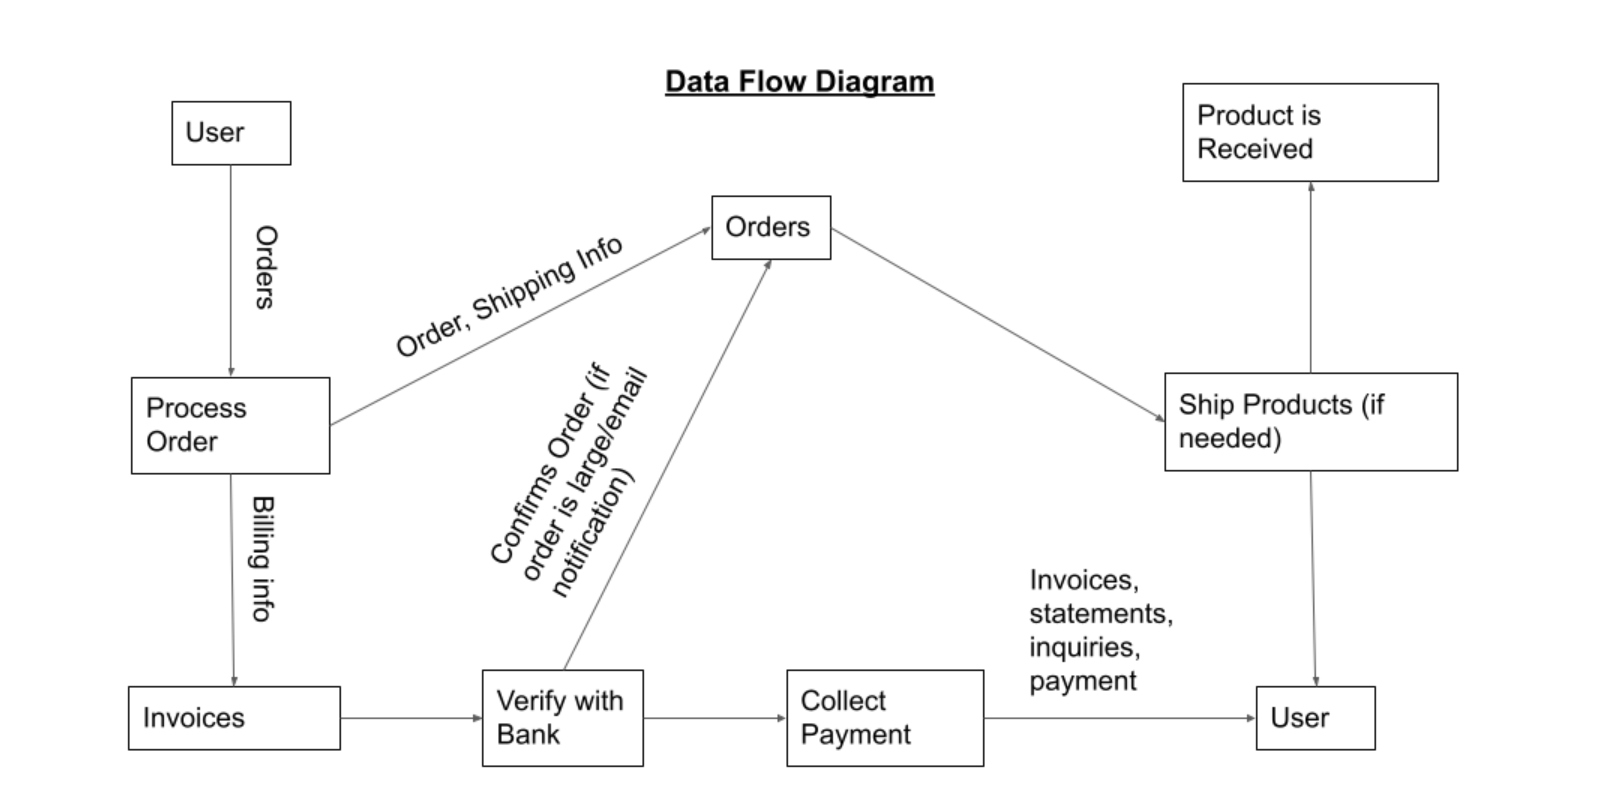 Data Flow Diagram
User
Product is
Received
Orders
Orders
Order, Shipping Info
Process
Order
Confirms Order (if
order is large/email
notification)
Ship Products (if
needed)
Billing info
Invoices,
statements,
inquiries,
payment
Invoices
Verify with
Bank
Collect
Payment
User